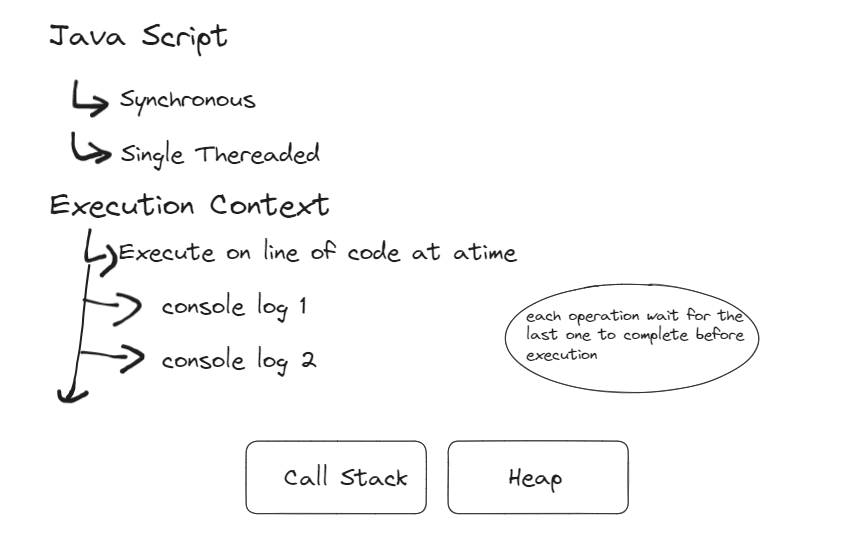 Java Script
Synchronous
Single Thereaded
Execution Context
Execute on line of code at atime
console log 1
console log 2
each operation wait for the
last one to complete before
execution
Call Stack
Heap